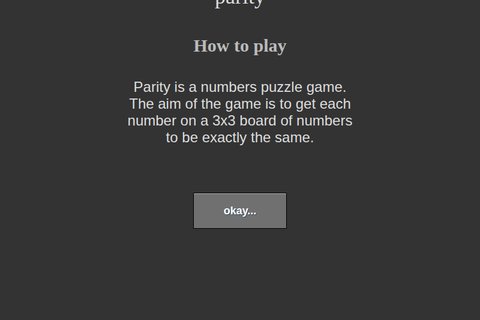 parity
How to play
Parity is a numbers puzzle game.
The aim of the game is to get each
number on a 3x3 board of numbers
to be exactly the same.
okay...